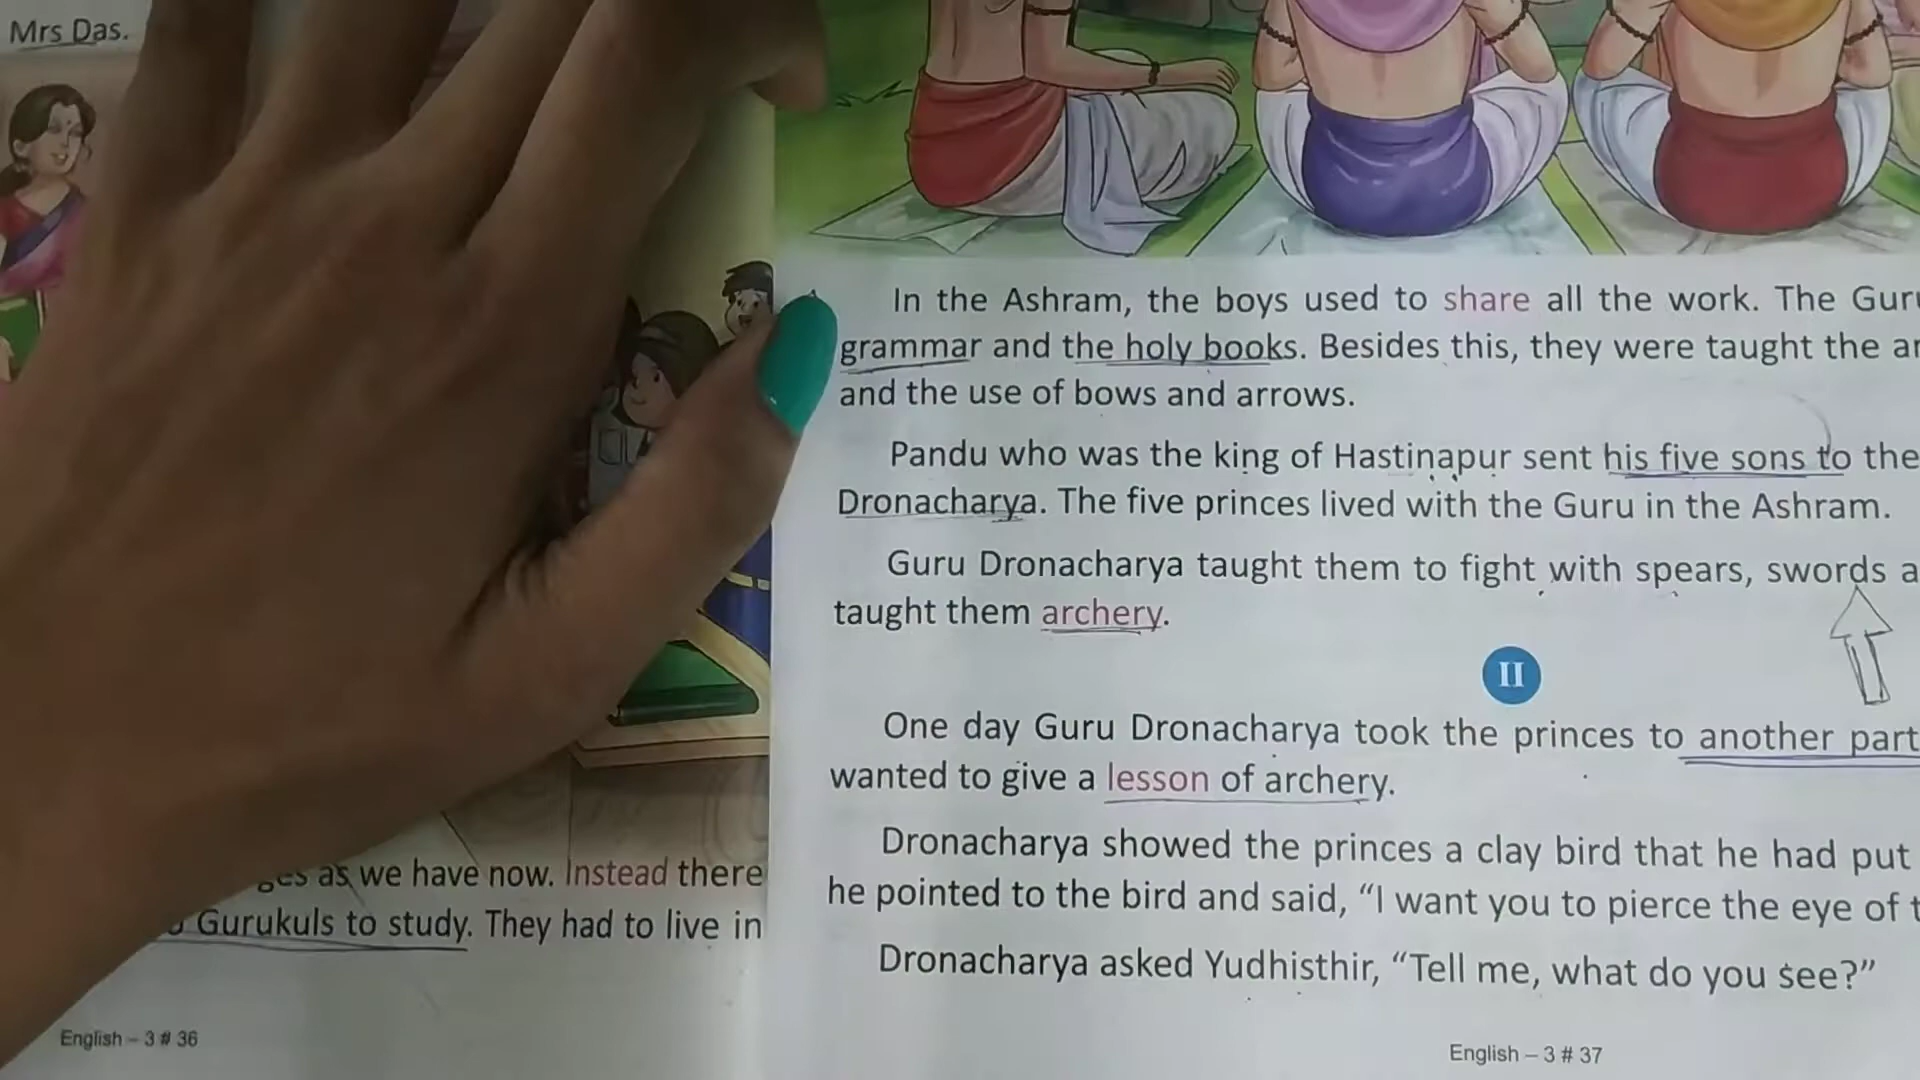 Mrs Das.
as we have now. Instead there
Gurukuls to study. They had to live in
English – 3 # 36
In the Ashram, the boys used to share all the work. The
grammar and the holy books. Besides this, they were taught the
and the use of bows and arrows.
Pandu who was the king of Hastinapur sent his five sons to the
Dronacharya. The five princes lived with the Guru in the Ashram.
Guru Dronacharya taught them to fight with spears, swords
taught them archery.
II
One day Guru Dronacharya took the princes to another part
wanted to give a lesson of archery.
Dronacharya showed the princes a clay bird that he had put
he pointed to the bird and said, “I want you to pierce the eye of
Dronacharya asked Yudhisthir, “Tell me, what do you see?”
English – 3 # 37